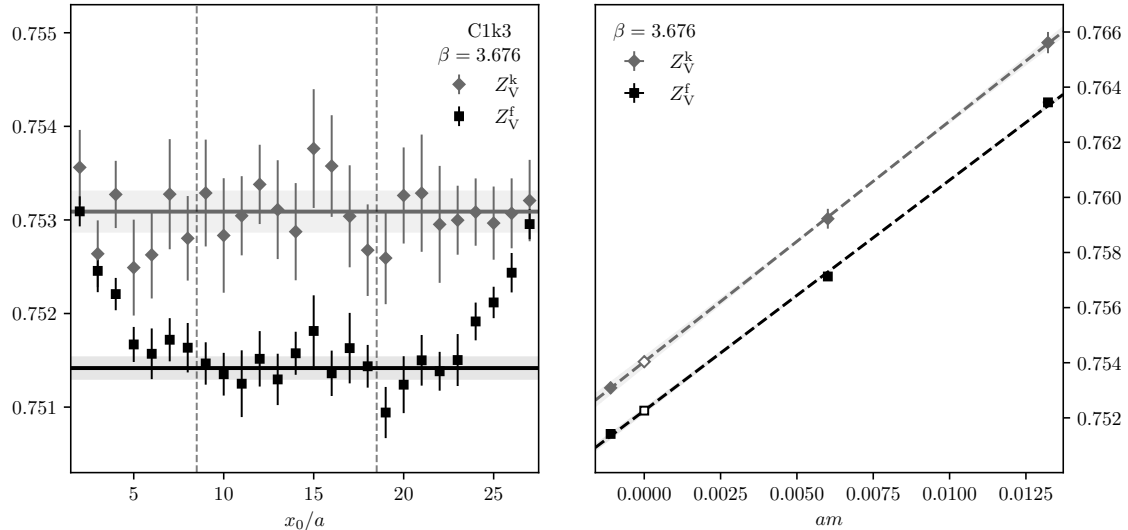 0.755
0.754
0.753
0.752
0.751
C1k3
β = 3.676
Z_V^k
Z_V^f
5 10 15 20 25
x_0/a
β = 3.676
Z_V^k
Z_V^f
0.766
0.764
0.762
0.760
0.758
0.756
0.754
0.752
0.0000 0.0025 0.0050 0.0075 0.0100 0.0125
am